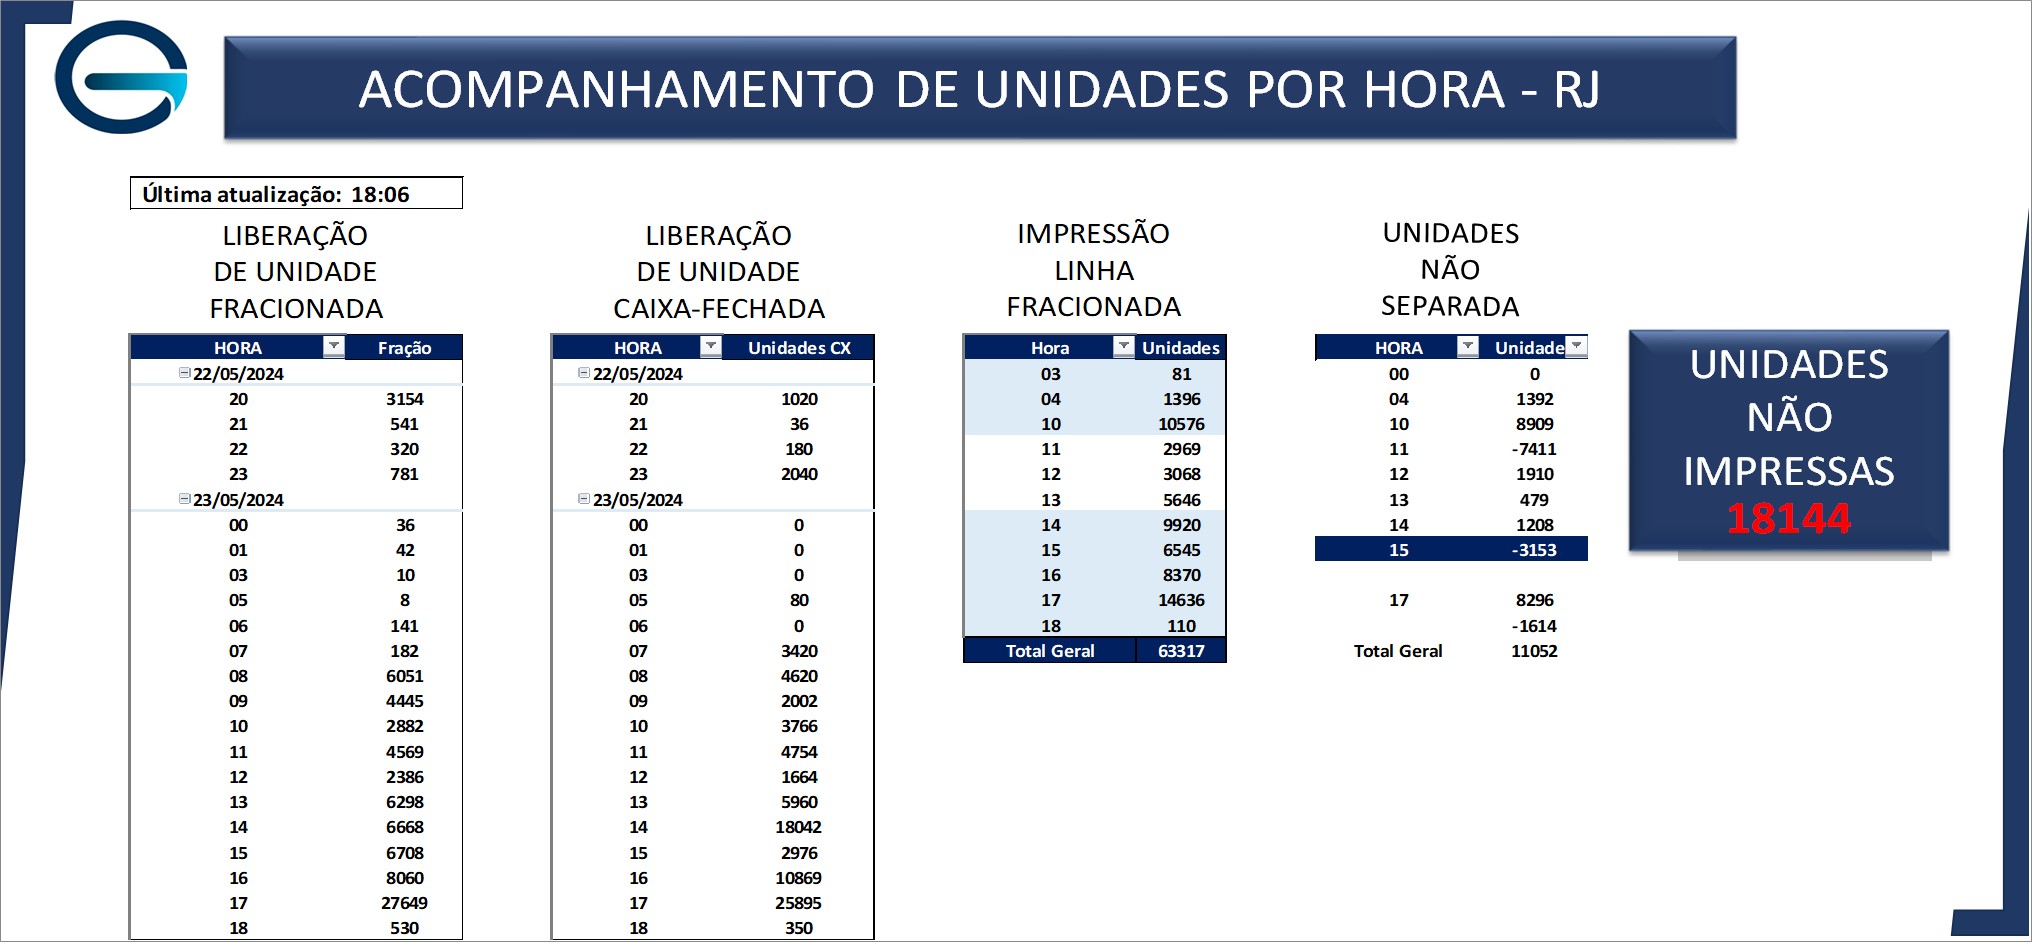 ACOMPANHAMENTO DE UNIDADES POR HORA - RJ
Última atualização: 18:06
LIBERAÇÃO
DE UNIDADE
FRACIONADA
HORA Fração
22/05/2024
20 3154
21 541
22 320
23 781
23/05/2024
00 36
01 42
03 10
05 8
06 141
07 182
08 6051
09 4445
10 2882
11 4569
12 2386
13 6298
14 6668
15 6708
16 8060
17 27649
18 530
LIBERAÇÃO
DE UNIDADE
CAIXA-FECHADA
HORA Unidades CX
22/05/2024
20 1020
21 36
22 180
23 2040
23/05/2024
00 0
01 0
03 0
05 80
06 0
07 3420
08 4620
09 2002
10 3766
11 4754
12 1664
13 5960
14 18042
15 2976
16 10869
17 25895
18 350
IMPRESSÃO
LINHA
FRACIONADA
Hora Unidades
03 81
04 1396
10 10576
11 2969
12 3068
13 5646
14 9920
15 6545
16 8370
17 14636
18 110
Total Geral 63317
UNIDADES
NÃO
SEPARADA
HORA Unidade
00 0
04 1392
10 8909
11 -7411
12 1910
13 479
14 1208
15 -3153
17 8296
-1614
Total Geral 11052
UNIDADES
NÃO
IMPRESSAS
18144